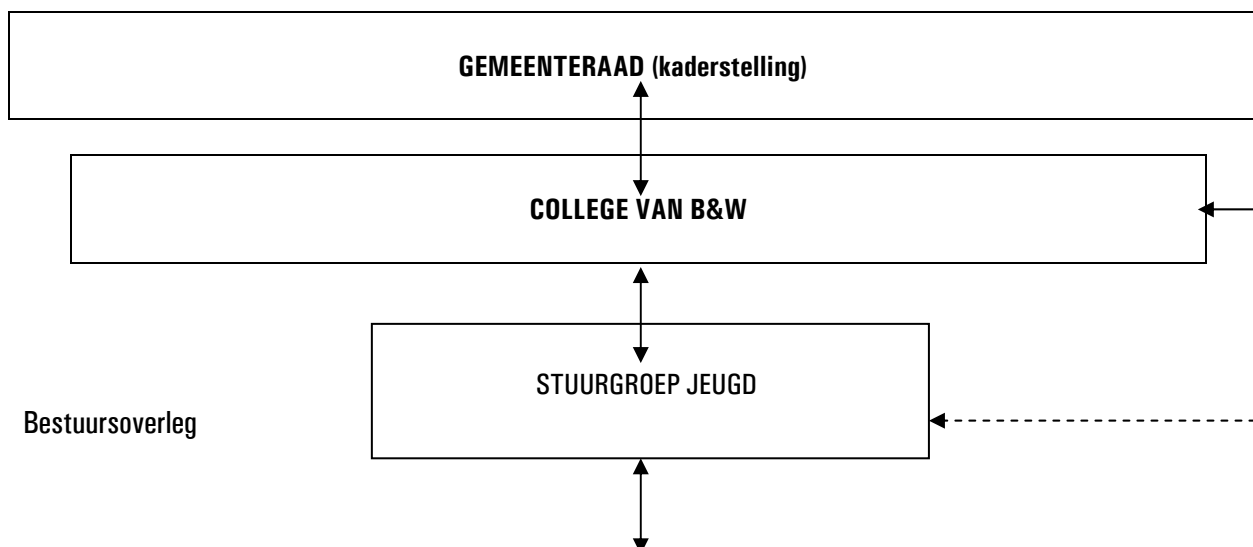 GEMEENTERAAD (kaderstelling)
COLLEGE VAN B&W
STUURGROEP JEUGD
Bestuursoverleg